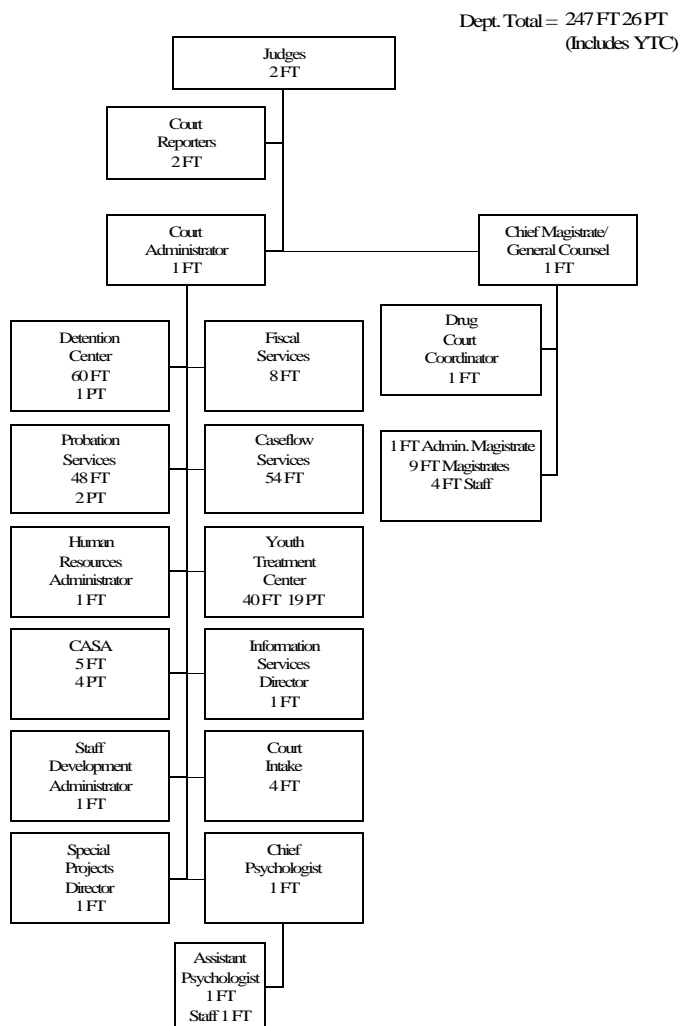 Dept. Total = 247 FT 26 PT
(Includes YTC)
Judges
2 FT
Court
Reporters
2 FT
Court
Administrator
1 FT
Chief Magistrate/
General Counsel
1 FT
Detention
Center
60 FT
1 PT
Fiscal
Services
8 FT
Drug
Court
Coordinator
1 FT
Probation
Services
48 FT
2 PT
Caseflow
Services
54 FT
1 FT Admin. Magistrate
9 FT Magistrates
4 FT Staff
Human
Resources
Administrator
1 FT
Youth
Treatment
Center
40 FT 19 PT
CASA
5 FT
4 PT
Information
Services
Director
1 FT
Staff
Development
Administrator
1 FT
Court
Intake
4 FT
Special
Projects
Director
1 FT
Chief
Psychologist
1 FT
Assistant
Psychologist
1 FT
Staff 1 FT